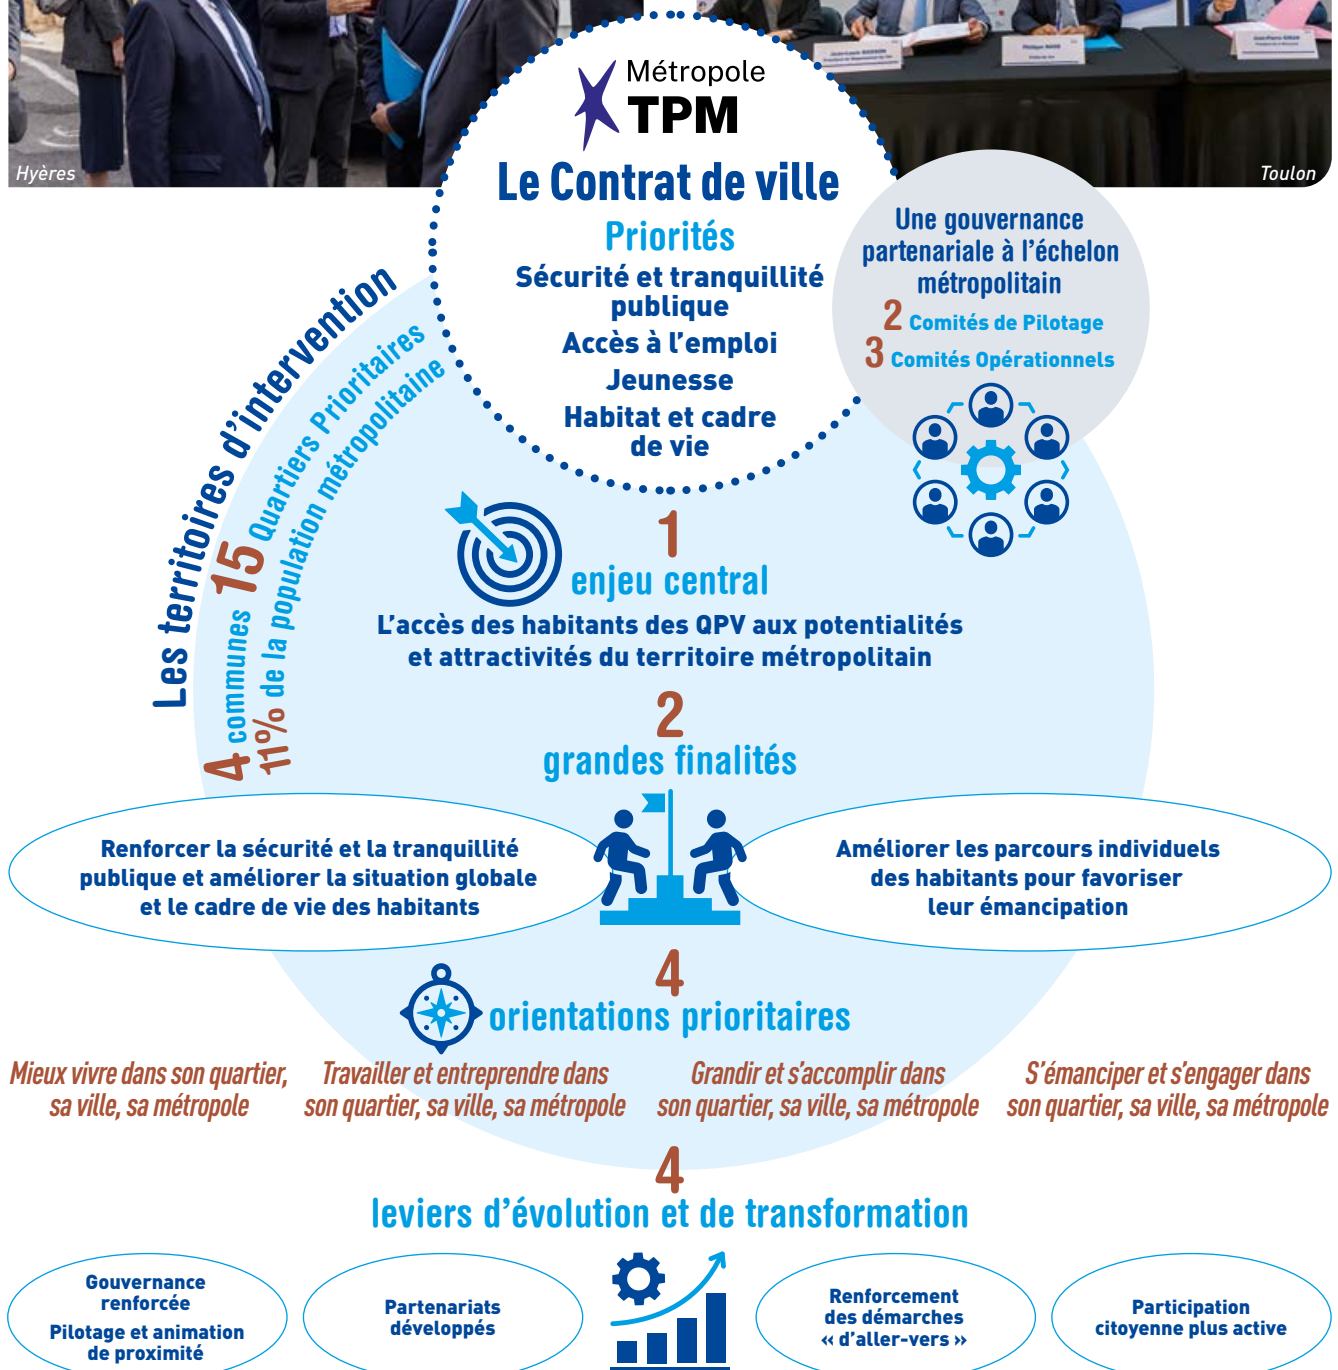 Hyères
Toulon
Métropole
TPM
Le Contrat de ville
Priorités
Sécurité et tranquillité
publique
Accès à l'emploi
Jeunesse
Habitat et cadre
de vie
Une gouvernance
partenariale à l'échelon
métropolitain
2 Comités de Pilotage
3 Comités Opérationnels
Les territoires d'intervention
4 communes 15 Quartiers Prioritaires
11% de la population métropolitaine
1
enjeu central
L'accès des habitants des QPV aux potentialités
et attractivités du territoire métropolitain
2
grandes finalités
Renforcer la sécurité et la tranquillité
publique et améliorer la situation globale
et le cadre de vie des habitants
Améliorer les parcours individuels
des habitants pour favoriser
leur émancipation
4
orientations prioritaires
Mieux vivre dans son quartier,
sa ville, sa métropole
Travailler et entreprendre dans
son quartier, sa ville, sa métropole
Grandir et s'accomplir dans
son quartier, sa ville, sa métropole
S'émanciper et s'engager dans
son quartier, sa ville, sa métropole
4
leviers d'évolution et de transformation
Gouvernance
renforcée
Pilotage et animation
de proximité
Partenariats
développés
Renforcement
des démarches
« d'aller-vers »
Participation
citoyenne plus active